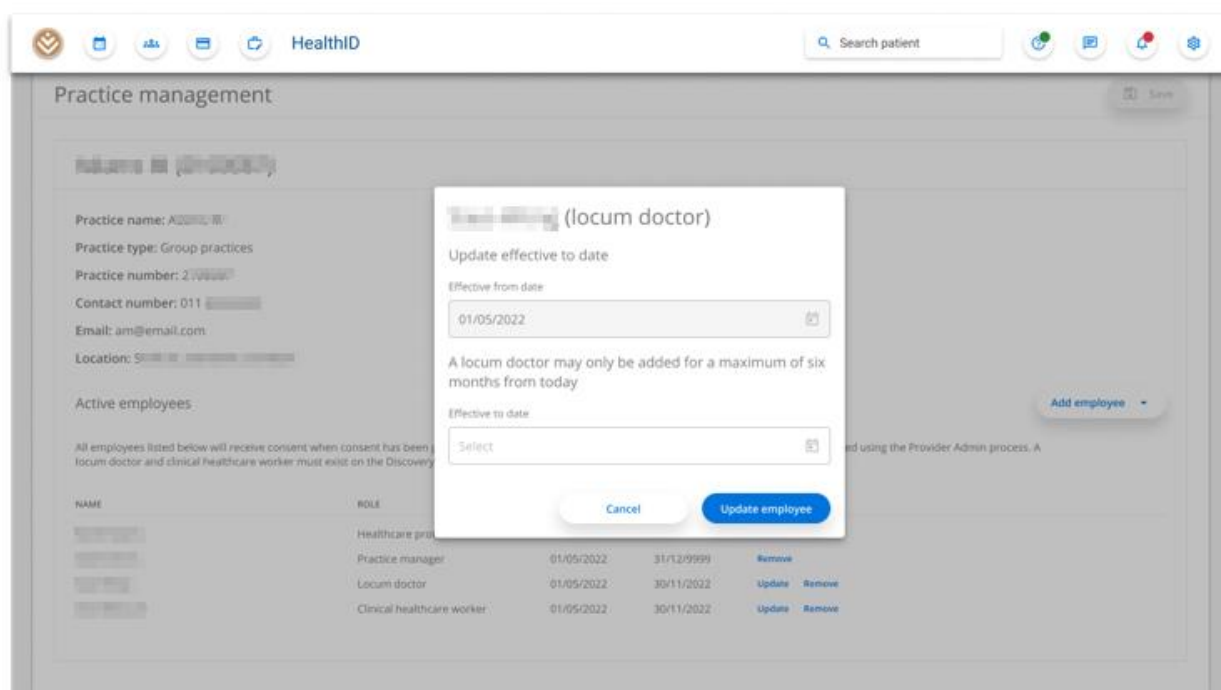 HealthID
Search patient
Practice management
Save
Practice name:
Practice type: Group practices
Practice number: 2
Contact number: 011
Email: am@email.com
Location: S
Active employees
Add employee
All employees listed below will receive consent when consent has been
ed using the Provider Admin process. A
locum doctor and clinical healthcare worker must exist on the Discovery
NAME
ROLE
Healthcare pro
Practice manager 01/05/2022 31/12/9999 Remove
Locum doctor 01/05/2022 30/11/2022 Update Remove
Clinical healthcare worker 01/05/2022 30/11/2022 Update Remove
(locum doctor)
Update effective to date
Effective from date
01/05/2022
A locum doctor may only be added for a maximum of six
months from today
Effective to date
Select
Cancel
Update employee